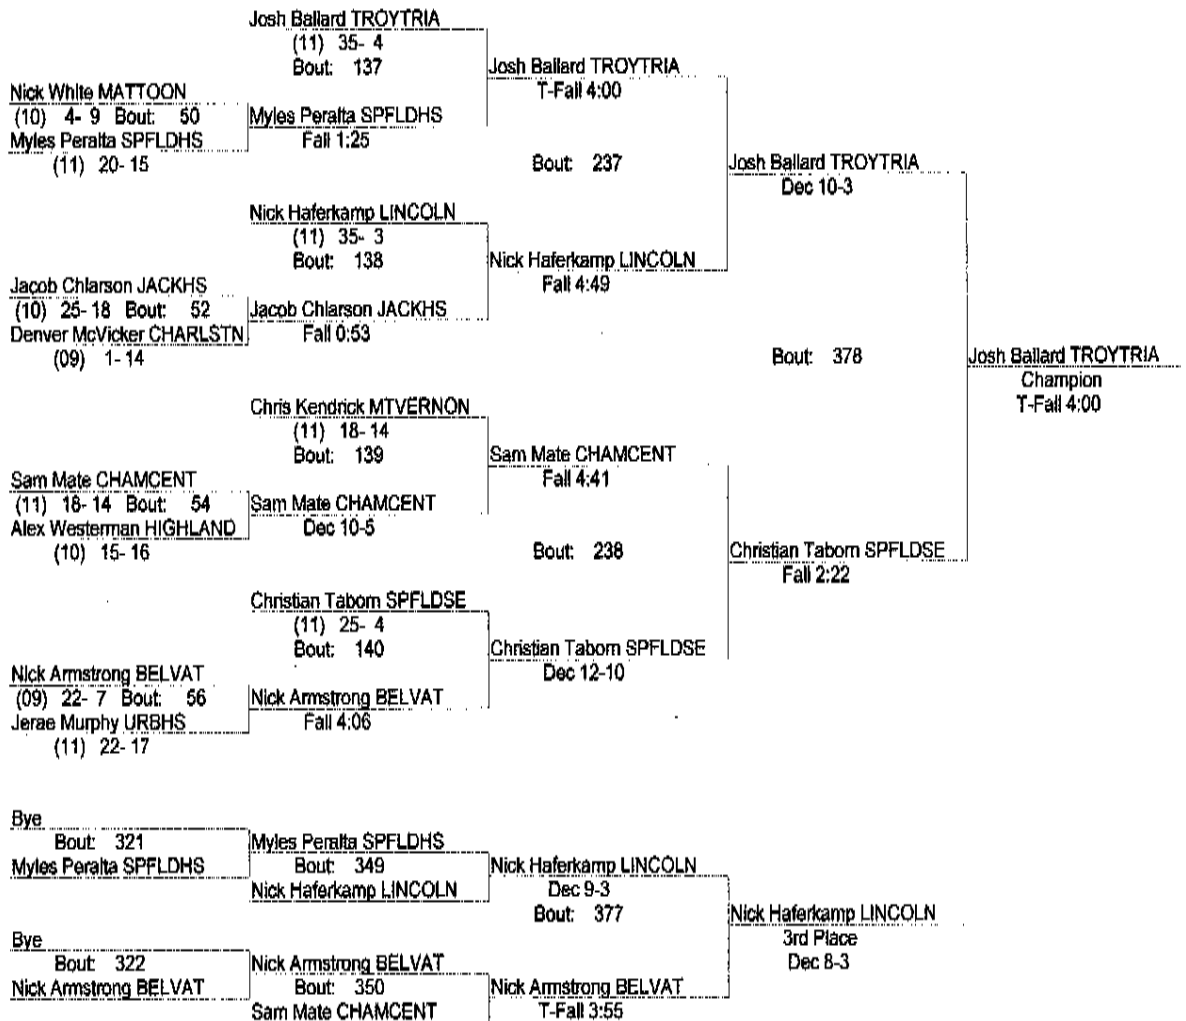 Josh Ballard TROYTRIA
(11) 35- 4
Bout: 137
Josh Ballard TROYTRIA
T-Fall 4:00
Nick White MATTOON
(10) 4- 9 Bout: 50
Myles Peralta SPFLDHS
Myles Peralta SPFLDHS
Fall 1:25
(11) 20- 15
Bout: 237
Josh Ballard TROYTRIA
Dec 10-3
Nick Haferkamp LINCOLN
(11) 35- 3
Bout: 138
Nick Haferkamp LINCOLN
Fall 4:49
Jacob Chlarson JACKHS
(10) 25- 18 Bout: 52
Jacob Chlarson JACKHS
Denver McVicker CHARLSTN
Fall 0:53
(09) 1- 14
Bout: 378
Josh Ballard TROYTRIA
Champion
T-Fall 4:00
Chris Kendrick MTVERNON
(11) 18- 14
Bout: 139
Sam Mate CHAMCENT
Fall 4:41
Sam Mate CHAMCENT
(11) 18- 14 Bout: 54
Sam Mate CHAMCENT
Alex Westerman HIGHLAND
Dec 10-5
(10) 15- 16
Bout: 238
Christian Taborn SPFLDSE
Fall 2:22
Christian Taborn SPFLDSE
(11) 25- 4
Bout: 140
Christian Taborn SPFLDSE
Dec 12-10
Nick Armstrong BELVAT
(09) 22- 7 Bout: 56
Nick Armstrong BELVAT
Jerae Murphy URBHS
Fall 4:06
(11) 22- 17
Bye
Bout: 321
Myles Peralta SPFLDHS
Myles Peralta SPFLDHS
Bout: 349
Nick Haferkamp LINCOLN
Nick Haferkamp LINCOLN
Dec 9-3
Bout: 377
Nick Haferkamp LINCOLN
3rd Place
Dec 8-3
Bye
Bout: 322
Nick Armstrong BELVAT
Nick Armstrong BELVAT
Bout: 350
Sam Mate CHAMCENT
Nick Armstrong BELVAT
T-Fall 3:55